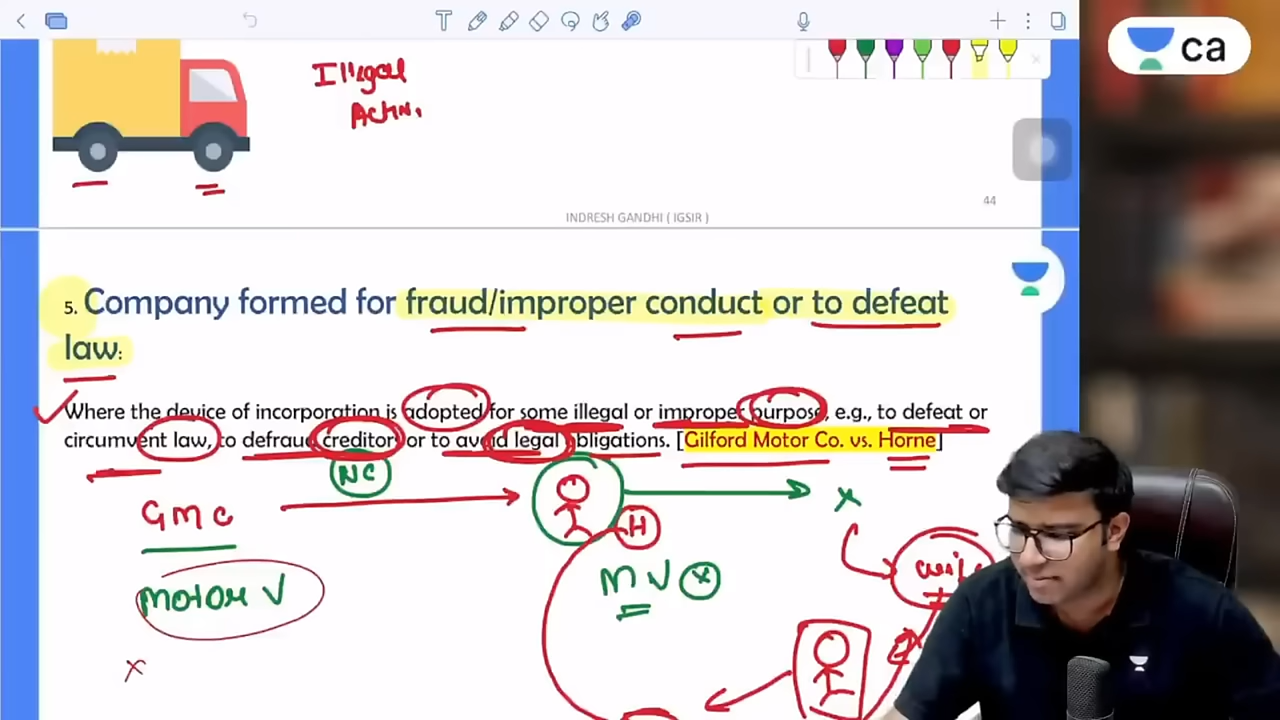 T
ca
Illegal
Actn.
44
INDRESH GANDHI ( IGSIR )
5. Company formed for fraud/improper conduct or to defeat
law:
Where the device of incorporation is adopted for some illegal or improper purpose, e.g., to defeat or
circumvent law, to defraud creditors or to avoid legal obligations. [Gilford Motor Co. vs. Horne]
NC
GMC
H
x
wife
Motor V
M V x
x